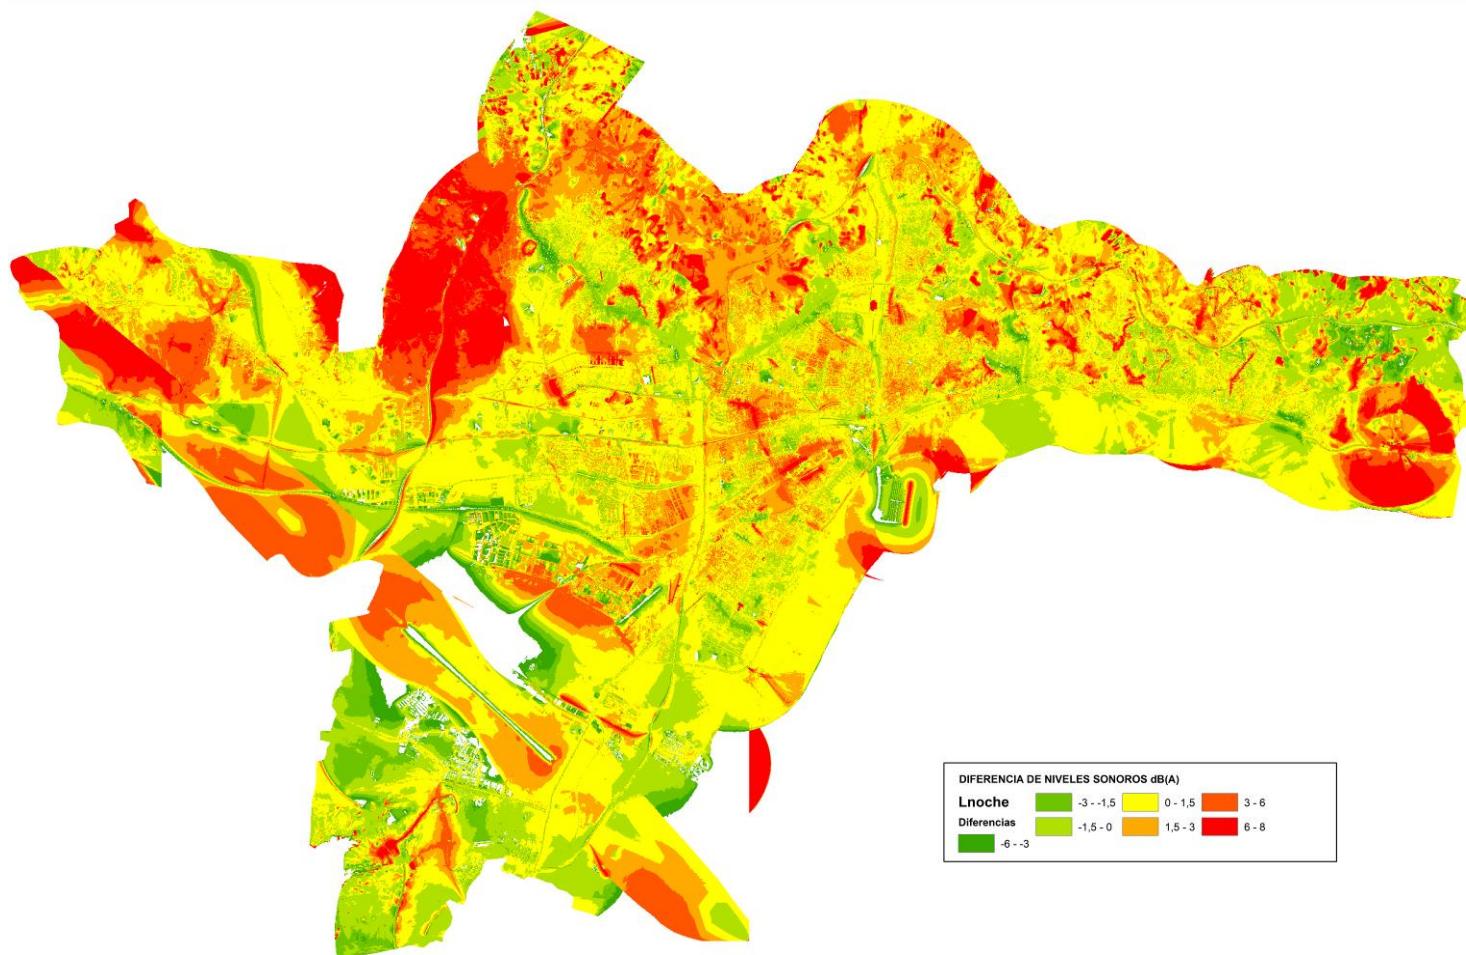 DIFERENCIA DE NIVELES SONOROS dB(A)
Lnoche
-3 - -1,5
0 - 1,5
3 - 6
Diferencias
-1,5 - 0
1,5 - 3
6 - 8
-6 - -3